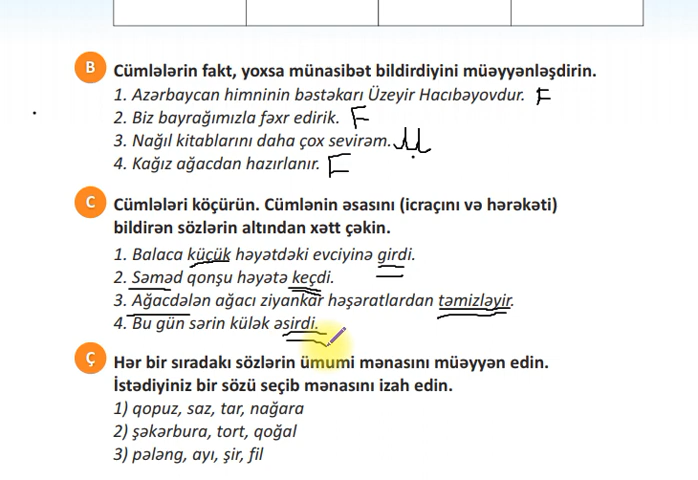 B Cümlələrin fakt, yoxsa münasibət bildirdiyini müəyyənləşdirin.
1. Azərbaycan himninin bəstəkarı Üzeyir Hacıbəyovdur. F
2. Biz bayrağımızla fəxr edirik. F
3. Nağıl kitablarını daha çox sevirəm. M
4. Kağız ağacdan hazırlanır. F
C Cümlələri köçürün. Cümlənin əsasını (icraçını və hərəkəti)
bildirən sözlərin altından xətt çəkin.
1. Balaca küçük həyətdəki evciyinə girdi.
2. Səməd qonşu həyətə keçdi.
3. Ağacdələn ağacı ziyankar həşəratlardan təmizləyir.
4. Bu gün sərin külək əsirdi.
Ç Hər bir sıradakı sözlərin ümumi mənasını müəyyən edin.
İstədiyiniz bir sözü seçib mənasını izah edin.
1) qopuz, saz, tar, nağara
2) şəkərbura, tort, qoğal
3) pələng, ayı, şir, fil